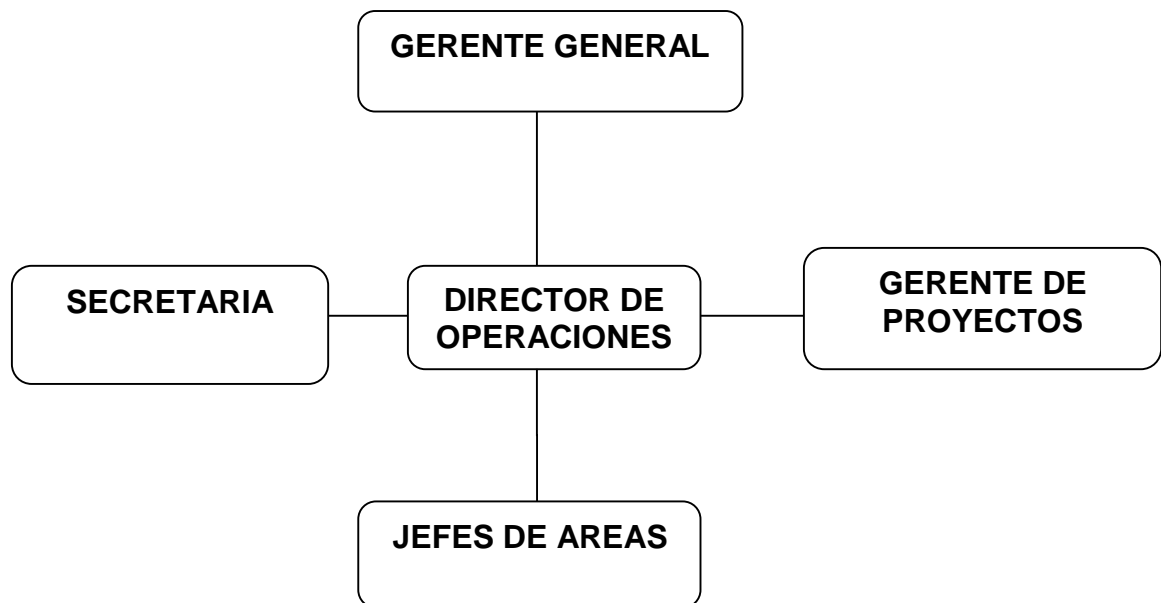 GERENTE GENERAL
SECRETARIA
DIRECTOR DE
OPERACIONES
GERENTE DE
PROYECTOS
JEFES DE AREAS